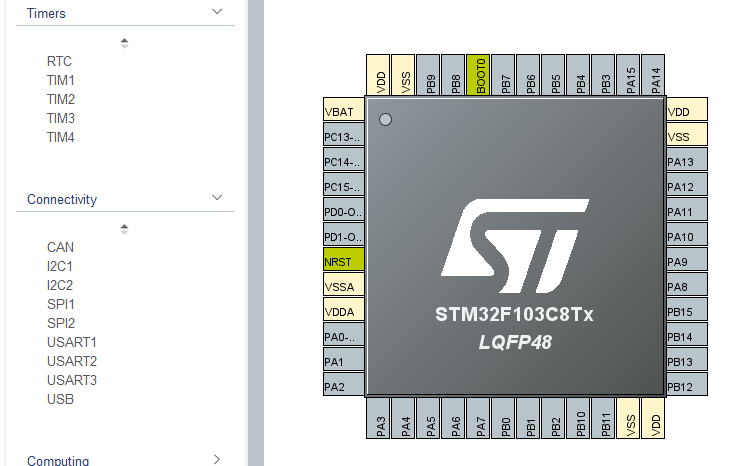 Timers
RTC
TIM1
TIM2
TIM3
TIM4
Connectivity
CAN
I2C1
I2C2
SPI1
SPI2
USART1
USART2
USART3
USB
Computing
VDD
VSS
PB9
PB8
BOOT0
PB7
PB6
PB5
PB4
PB3
PA15
PA14
VBAT
PC13-..
PC14-..
PC15-..
PD0-O..
PD1-O..
NRST
VSSA
VDDA
PA0-..
PA1
PA2
ST
STM32F103C8Tx
LQFP48
VDD
VSS
PA13
PA12
PA11
PA10
PA9
PA8
PB15
PB14
PB13
PB12
PA3
PA4
PA5
PA6
PA7
PB0
PB1
PB2
PB10
PB11
VSS
VDD